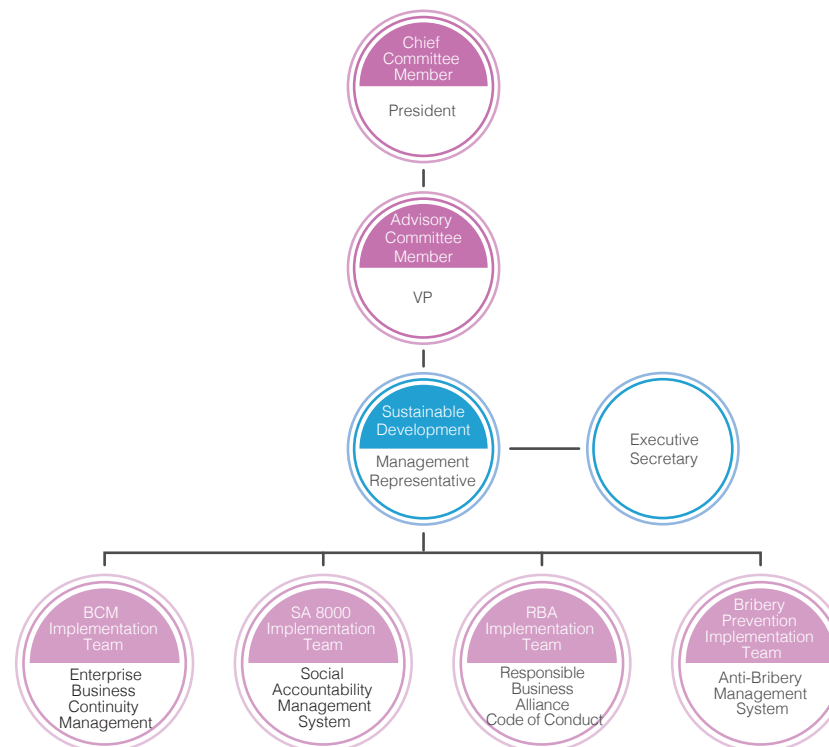 Chief
Committee
Member
President
Advisory
Committee
Member
VP
Sustainable
Development
Management
Representative
Executive
Secretary
BCM
Implementation
Team
Enterprise
Business
Continuity
Management
SA 8000
Implementation
Team
Social
Accountability
Management
System
RBA
Implementation
Team
Responsible
Business
Alliance
Code of Conduct
Bribery
Prevention
Implementation
Team
Anti-Bribery
Management
System